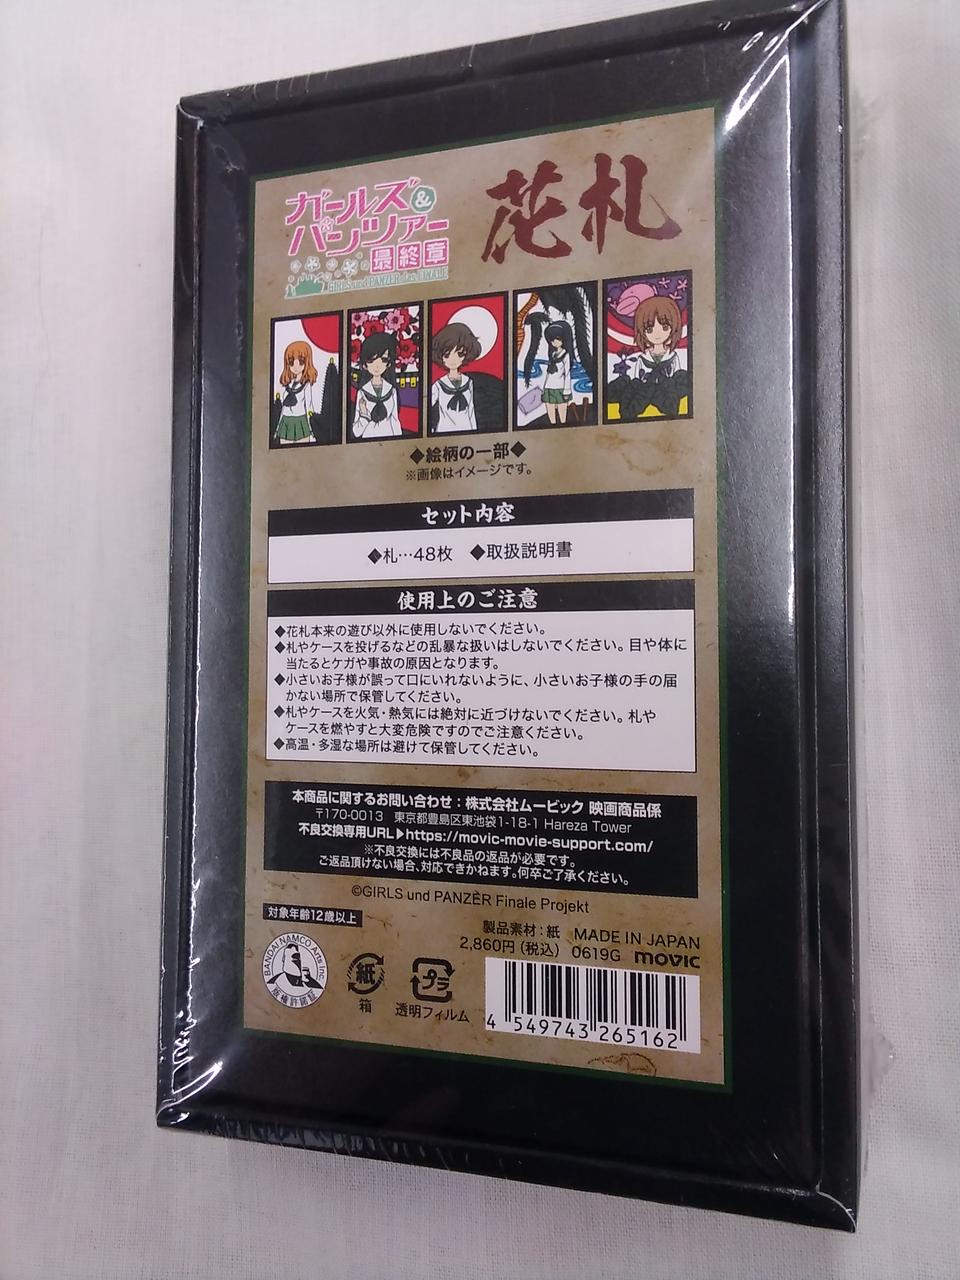 ガールズ&
パンツァー
最終章
GIRLS und PANZER das FINALE
花札
◆絵柄の一部◆
※画像はイメージです。
セット内容
◆札…48枚 ◆取扱説明書
使用上のご注意
◆花札本来の遊び以外に使用しないでください。
◆札やケースを投げるなどの乱暴な扱いはしないでください。目や体に
当たるとケガや事故の原因となります。
◆小さいお子様が誤って口にいれないように、小さいお子様の手の届
かない場所で保管してください。
◆札やケースを火気・熱気には絶対に近づけないでください。札や
ケースを燃やすと大変危険ですのでご注意ください。
◆高温・多湿な場所は避けて保管してください。
本商品に関するお問い合わせ：株式会社ムービック 映画商品係
〒170-0013 東京都豊島区東池袋1-18-1 Hareza Tower
不良交換専用URL▶https://movic-movie-support.com/
※不良交換には不良品の返品が必要です。
ご返品頂けない場合、対応できかねます。何卒ご了承ください。
©GIRLS und PANZER Finale Projekt
対象年齢12歳以上
製品素材：紙 MADE IN JAPAN
2,860円（税込） 0619G movic
BANDAI NAMCO Arts Inc.
版権許諾証
紙
箱
プラ
透明フィルム
4 549743 265162